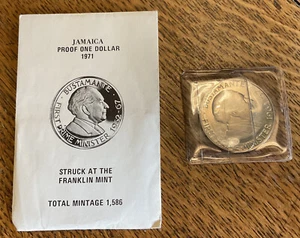 JAMAICA
PROOF ONE DOLLAR
1971
BUSTAMANTE
FIRST PRIME MINISTER 1962-67
STRUCK AT THE
FRANKLIN MINT
TOTAL MINTAGE 1,586
BUSTAMANTE